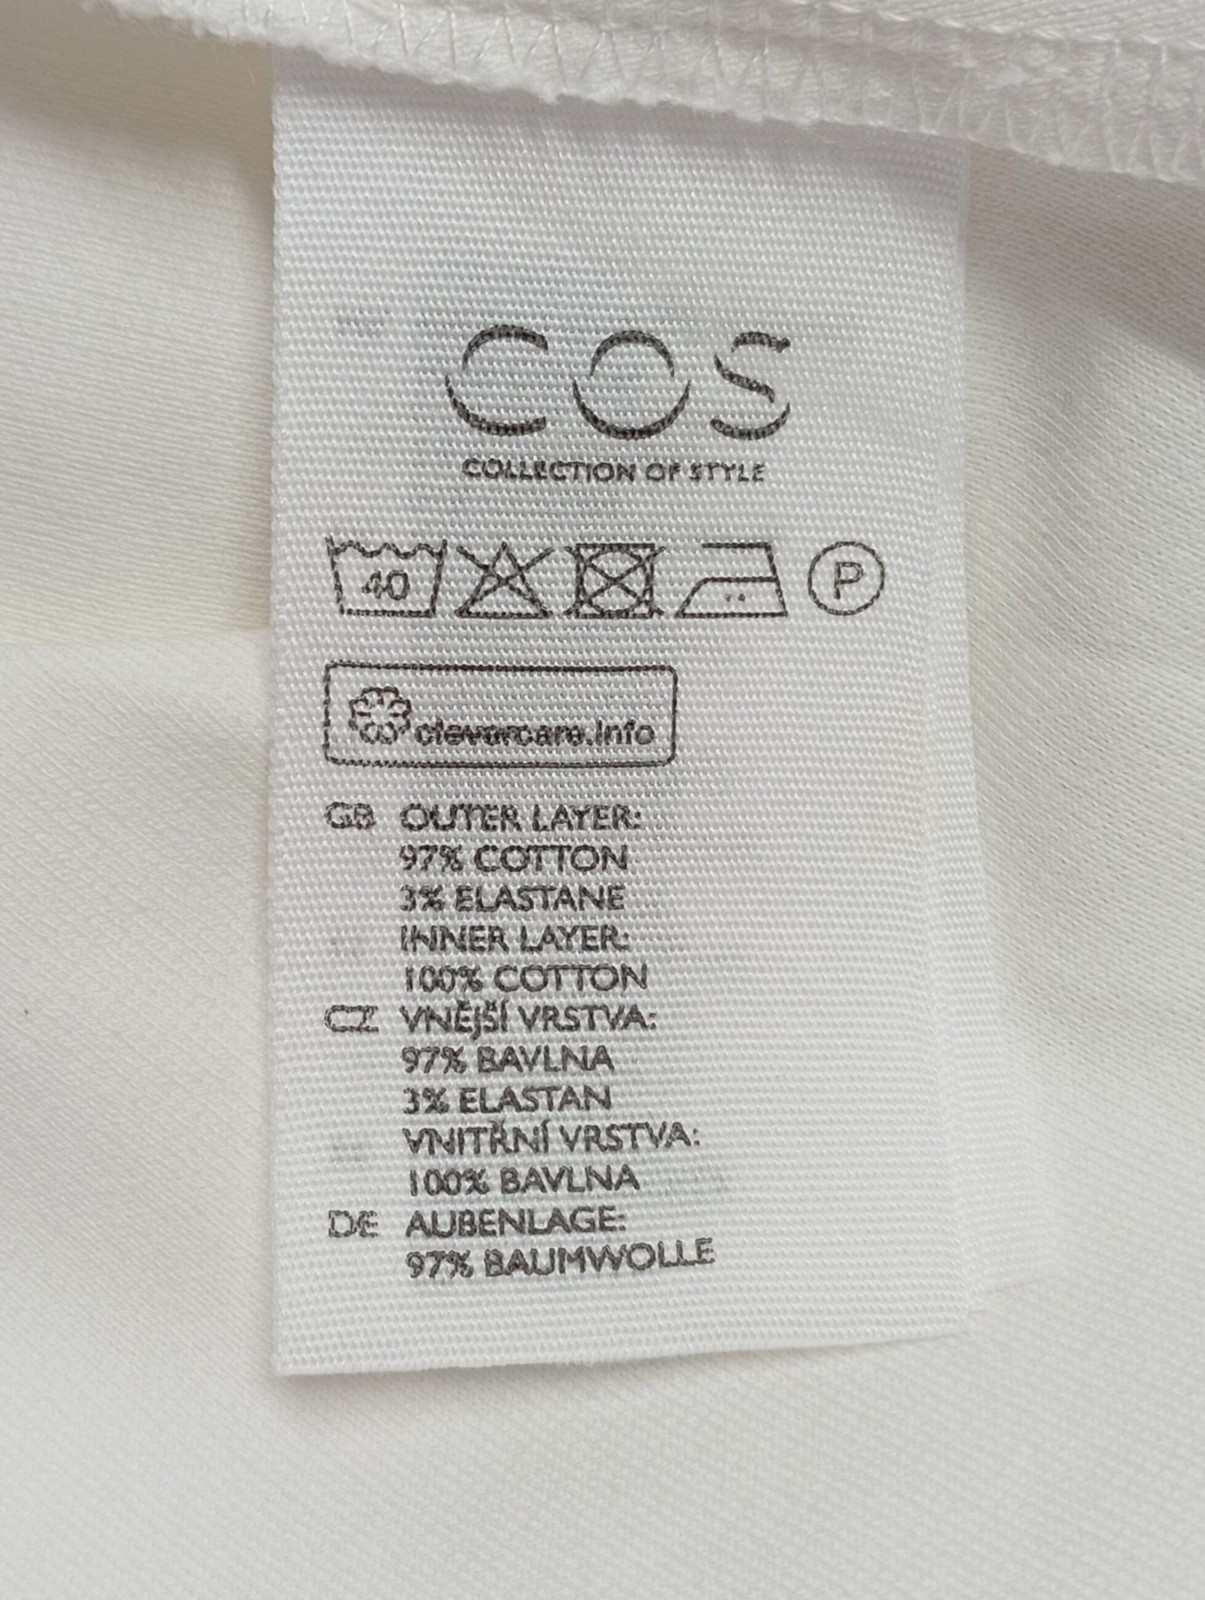 COS
COLLECTION OF STYLE
40 P
clevercare.info
GB OUTER LAYER:
97% COTTON
3% ELASTANE
INNER LAYER:
100% COTTON
CZ VNĚJŠÍ VRSTVA:
97% BAVLNA
3% ELASTAN
VNITŘNÍ VRSTVA:
100% BAVLNA
DE AUßENLAGE:
97% BAUMWOLLE